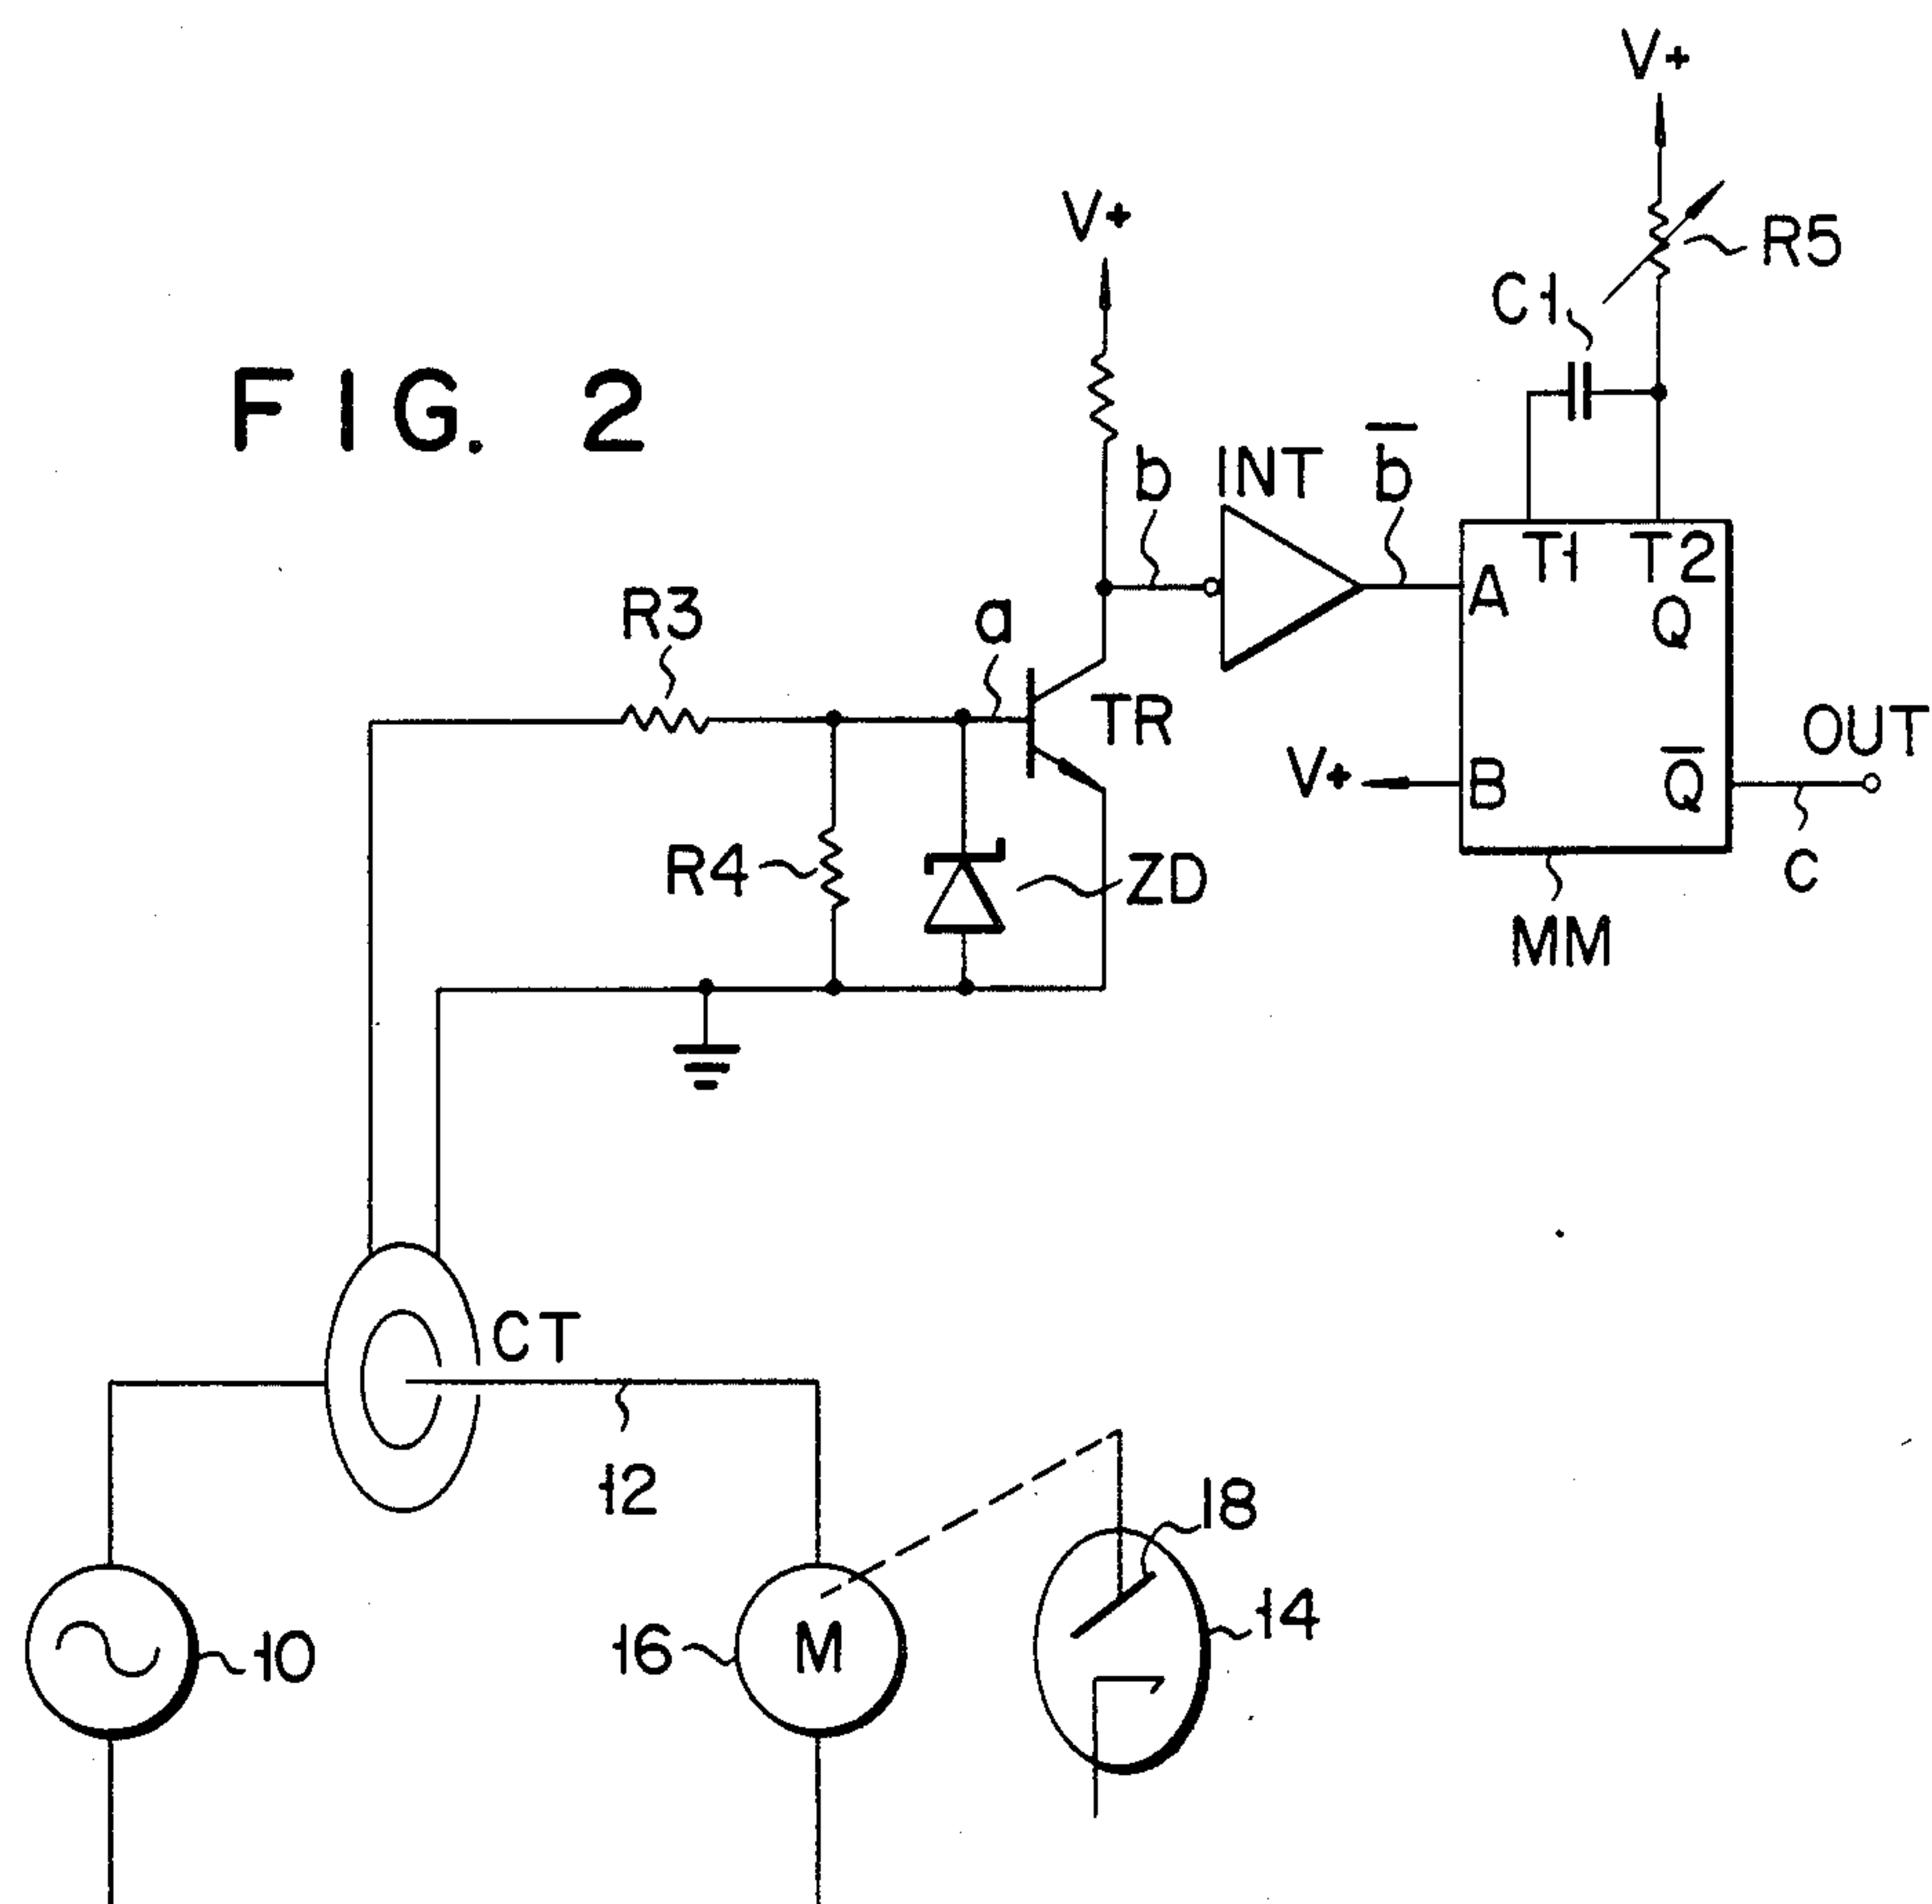 V+
V+
R5
C1
FIG. 2
b
INT
b̅
T1
T2
A
Q
R3
a
TR
OUT
V+
B
Q̅
R4
ZD
C
MM
CT
12
18
14
16
M
10